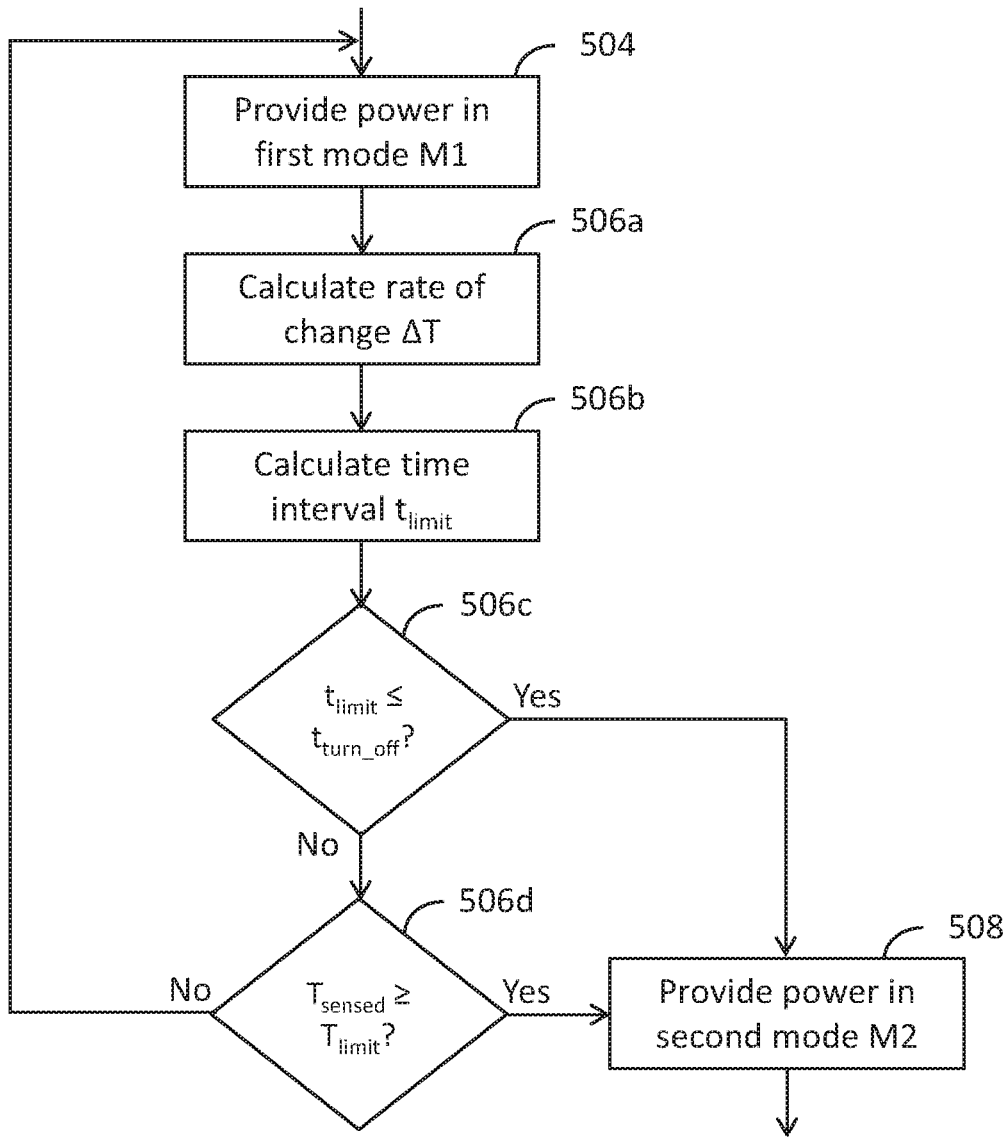 504
Provide power in
first mode M1
506a
Calculate rate of
change ΔT
506b
Calculate time
interval t_limit
506c
t_limit ≤
t_turn_off?
Yes
No
506d
T_sensed ≥
T_limit?
No
Yes
508
Provide power in
second mode M2